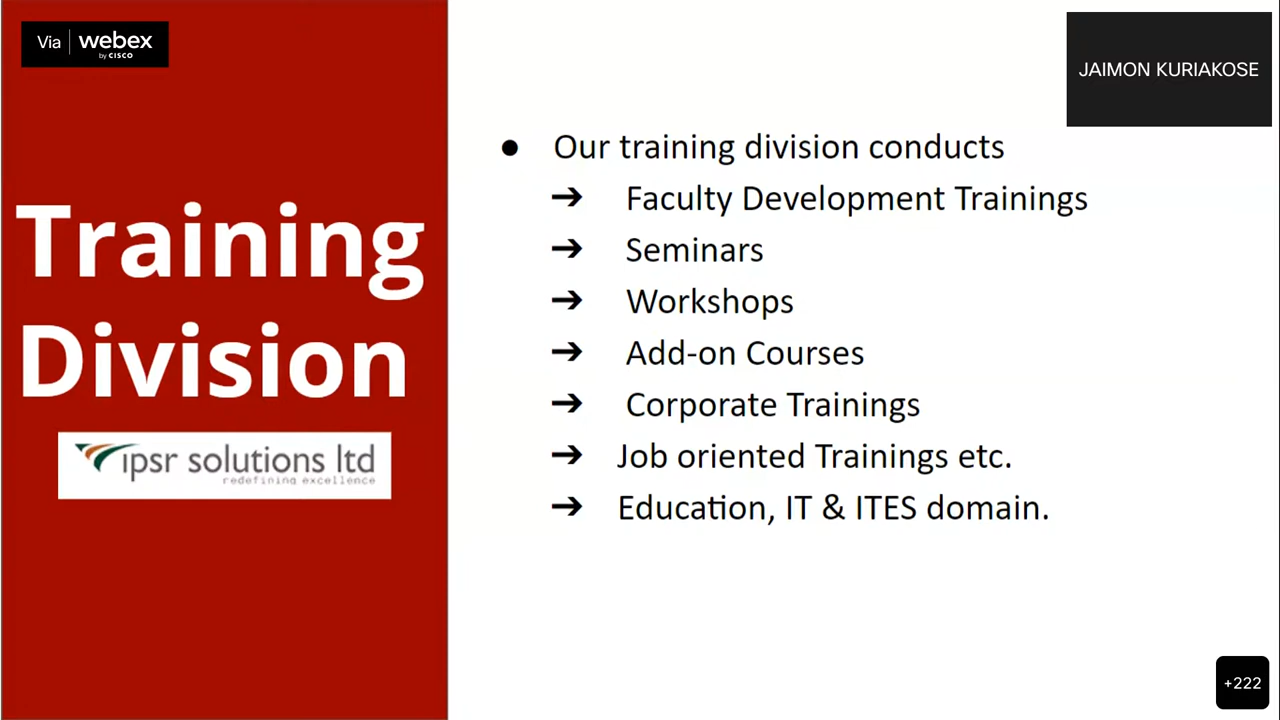 Via webex
by CISCO
JAIMON KURIAKOSE
Training
Division
ipsr solutions ltd
redefining excellence
● Our training division conducts
➔ Faculty Development Trainings
➔ Seminars
➔ Workshops
➔ Add-on Courses
➔ Corporate Trainings
➔ Job oriented Trainings etc.
➔ Education, IT & ITES domain.
+222